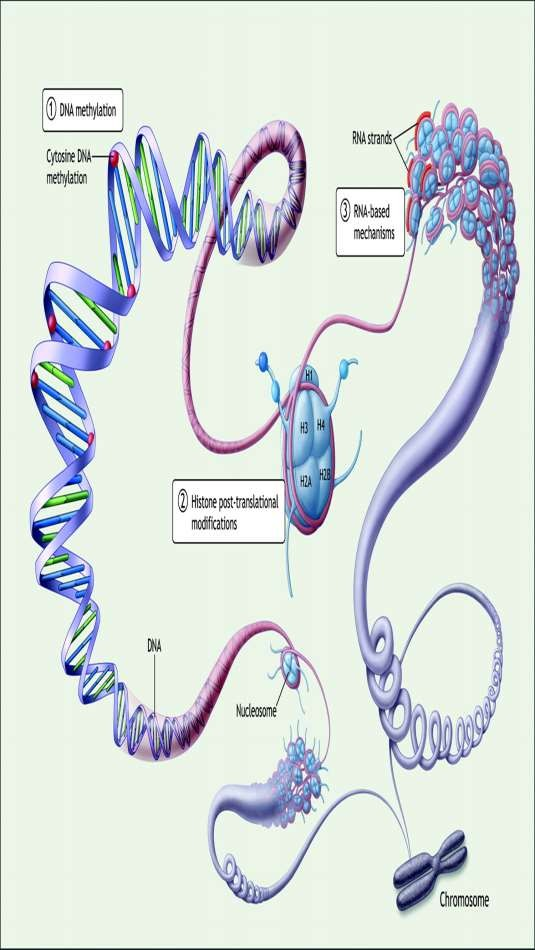 1 DNA methylation
Cytosine DNA
methylation
RNA strands
3 RNA-based
mechanisms
H1
H3 H4
H2A H2B
2 Histone post-translational
modifications
DNA
Nucleosome
Chromosome